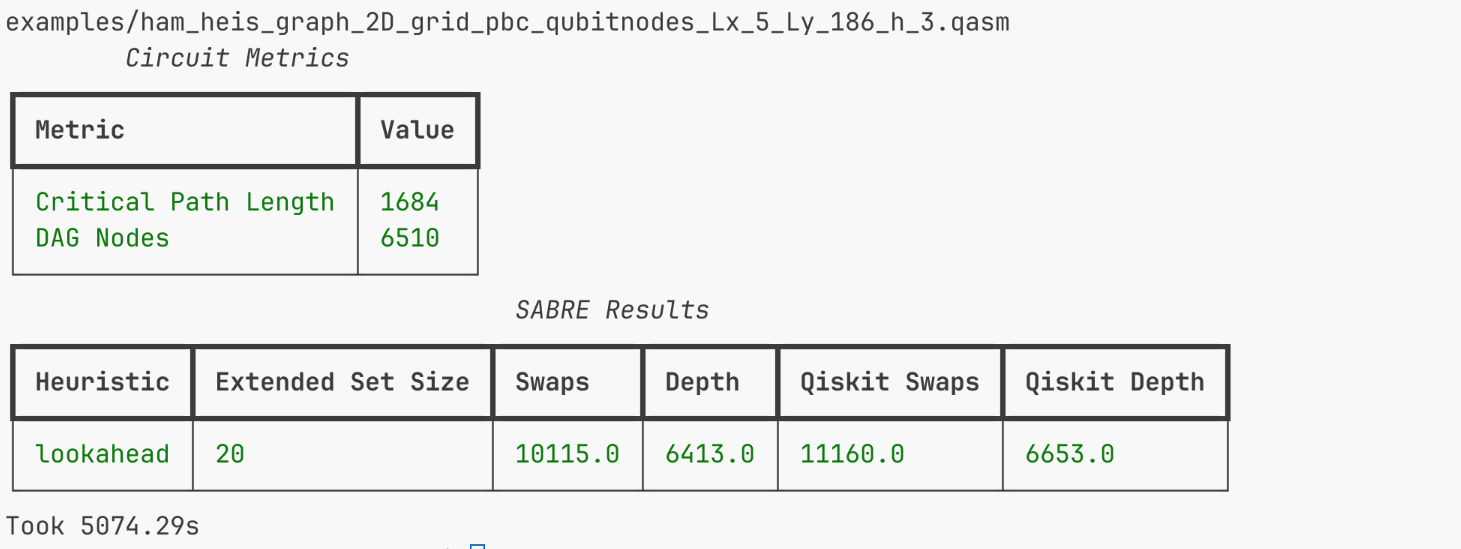 examples/ham_heis_graph_2D_grid_pbc_qubitnodes_Lx_5_Ly_186_h_3.qasm
Circuit Metrics
Metric Value
Critical Path Length 1684
DAG Nodes 6510
SABRE Results
Heuristic Extended Set Size Swaps Depth Qiskit Swaps Qiskit Depth
lookahead 20 10115.0 6413.0 11160.0 6653.0
Took 5074.29s